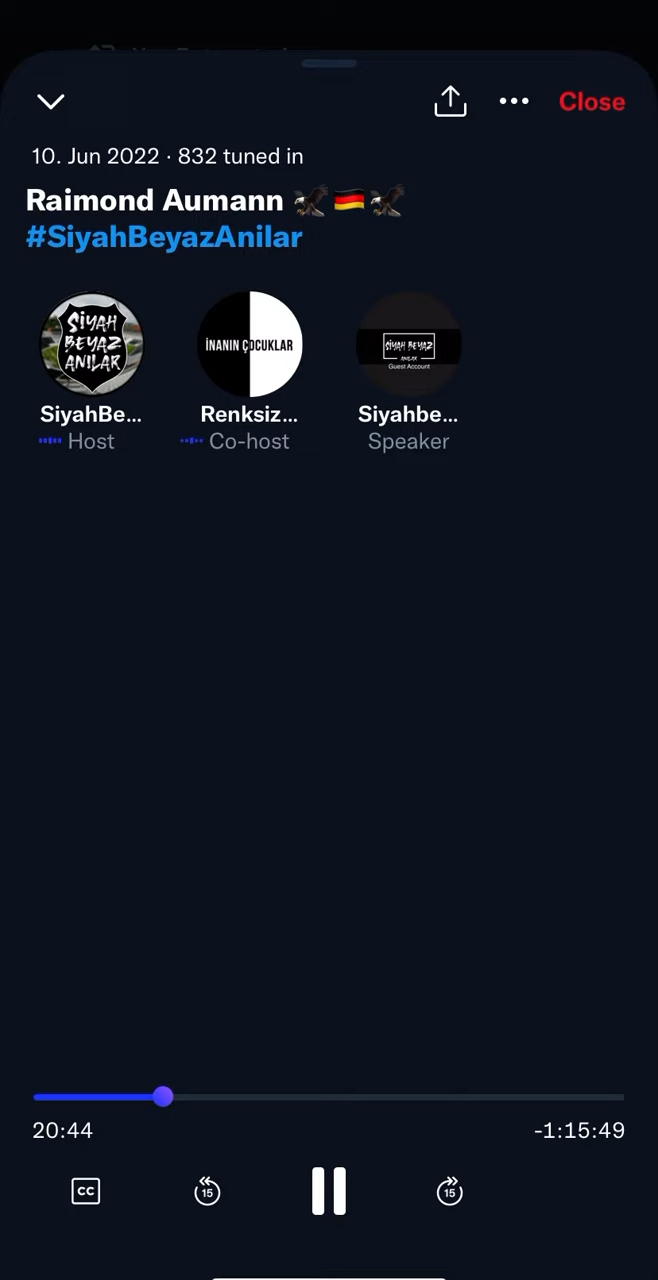 Close
10. Jun 2022 · 832 tuned in
Raimond Aumann 🦅🇩🇪🦅
#SiyahBeyazAnilar
SİYAH
BEYAZ
ANILAR
İNANIN ÇOCUKLAR
SİYAH BEYAZ
ANILAR
Guest Account
SiyahBe...
Renksiz...
Siyahbe...
Host
Co-host
Speaker
20:44
-1:15:49
CC
15
15